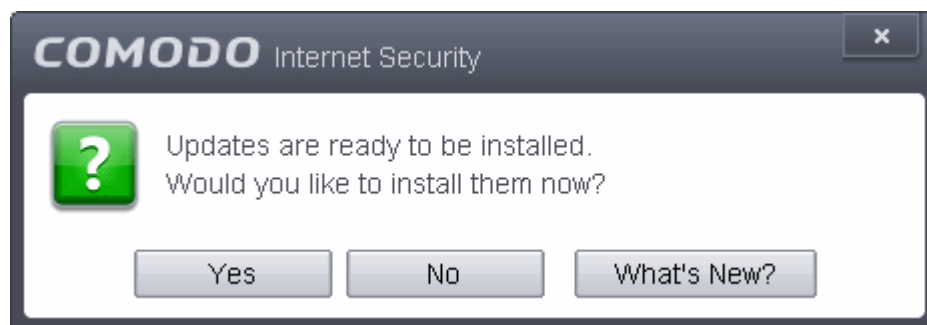 COMODO Internet Security
Updates are ready to be installed.
Would you like to install them now?
Yes No What's New?